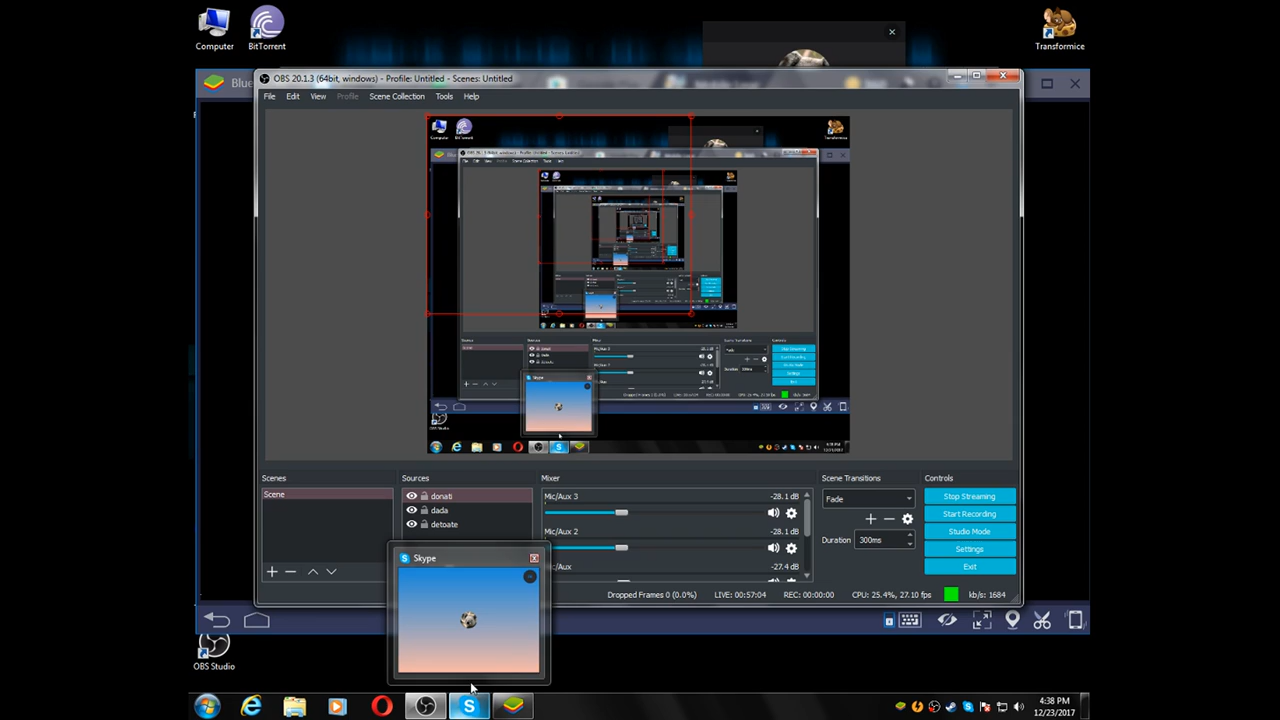 Computer
BitTorrent
Transformice
Blue
OBS 20.1.3 (64bit, windows) - Profile: Untitled - Scenes: Untitled
File Edit View Profile Scene Collection Tools Help
Scenes
Scene
Sources
donati
dada
detoate
Mixer
Mic/Aux 3 -28.1 dB
Mic/Aux 2 -28.1 dB
Mic/Aux -27.4 dB
Scene Transitions
Fade
Duration 300ms
Controls
Stop Streaming
Start Recording
Studio Mode
Settings
Exit
Skype
Dropped Frames 0 (0.0%) LIVE: 00:57:04 REC: 00:00:00 CPU: 25.4%, 27.10 fps kb/s: 1684
OBS Studio
4:38 PM
12/23/2017